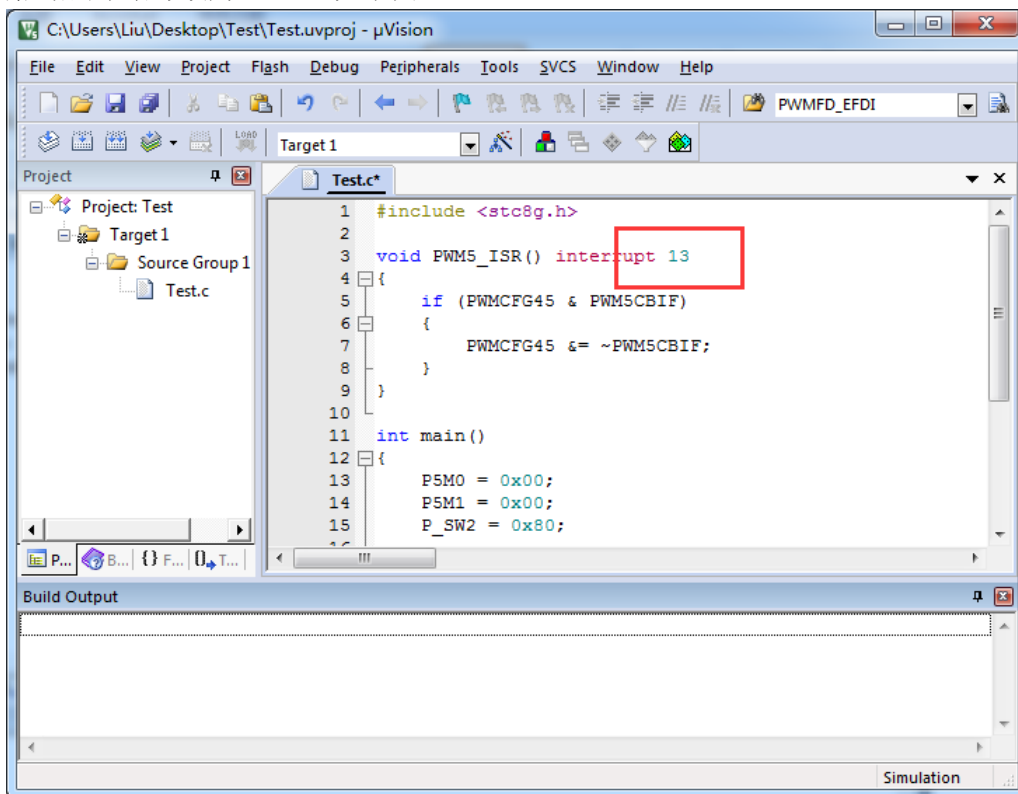 C:\Users\Liu\Desktop\Test\Test.uvproj - µVision
File Edit View Project Flash Debug Peripherals Tools SVCS Window Help
PWMFD_EFDI
LOAD Target 1
Project
Test.c*
Project: Test
Target 1
Source Group 1
Test.c
1 #include <stc8g.h>
2
3 void PWM5_ISR() interrupt 13
4 {
5 if (PWMCFG45 & PWM5CBIF)
6 {
7 PWMCFG45 &= ~PWM5CBIF;
8 }
9 }
10
11 int main()
12 {
13 P5M0 = 0x00;
14 P5M1 = 0x00;
15 P_SW2 = 0x80;
P... B... {} F... T...
Build Output
Simulation